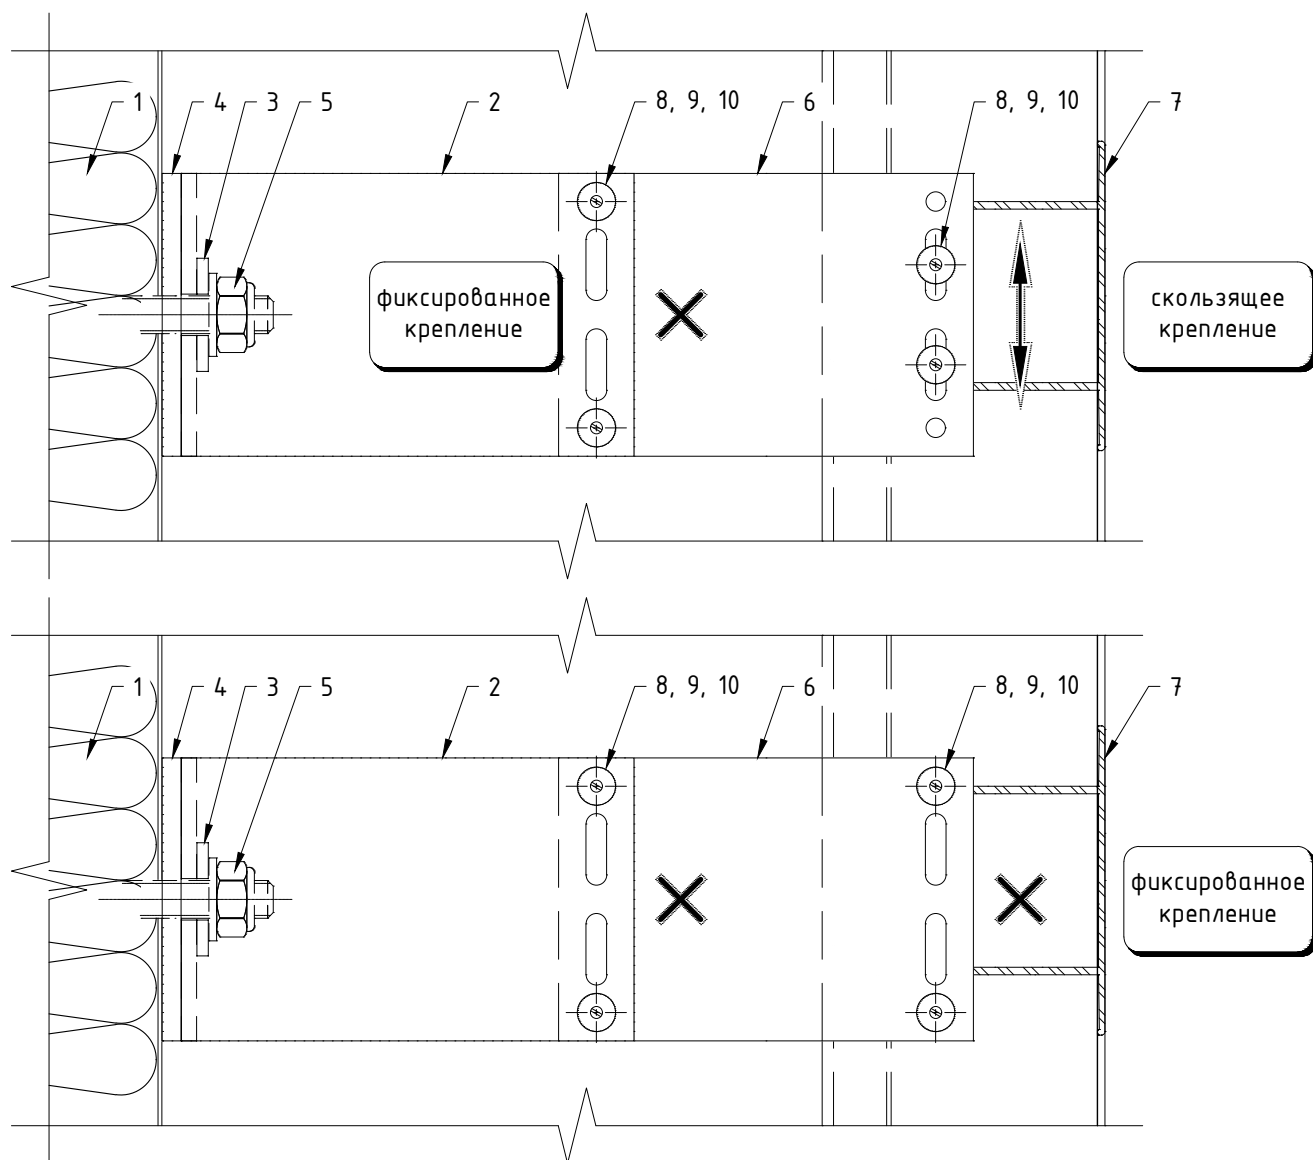 1
4
3
5
2
8, 9, 10
6
8, 9, 10
7
фиксированное
крепление
скользящее
крепление
1
4
3
5
2
8, 9, 10
6
8, 9, 10
7
фиксированное
крепление